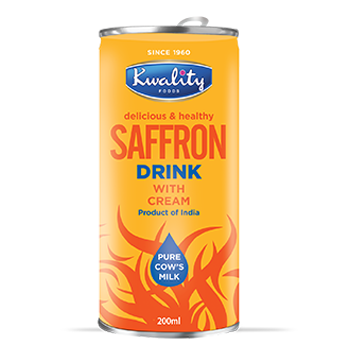 SINCE 1960
Kwality
FOODS
delicious & healthy
SAFFRON
DRINK
WITH
CREAM
Product of India
PURE
COW'S
MILK
200ml